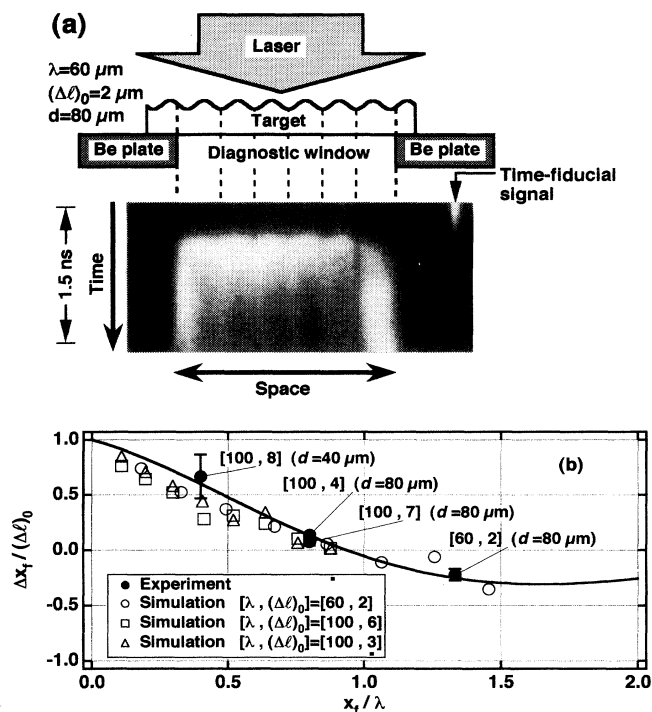 (a)
Laser
λ=60 μm
(Δℓ)₀=2 μm
d=80 μm
Target
Be plate
Diagnostic window
Be plate
Time-fiducial
signal
1.5 ns
Time
Space
(b)
[100 , 8] (d=40 μm)
[100 , 4] (d=80 μm)
[100 , 7] (d=80 μm)
[60 , 2] (d=80 μm)
Experiment
Simulation [λ , (Δℓ)₀]=[60 , 2]
Simulation [λ , (Δℓ)₀]=[100 , 6]
Simulation [λ , (Δℓ)₀]=[100 , 3]
1.0
0.5
0.0
-0.5
-1.0
Δx_f / (Δℓ)₀
0.0 0.5 1.0 1.5 2.0
x_f / λ